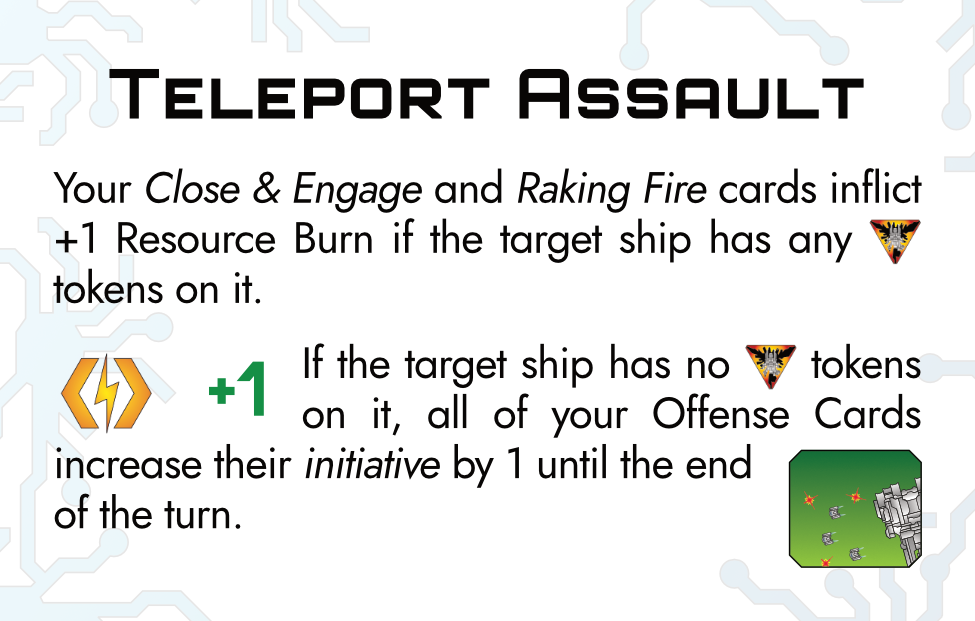 Teleport Assault
Your Close & Engage and Raking Fire cards inflict
+1 Resource Burn if the target ship has any
tokens on it.
+1
If the target ship has no tokens
on it, all of your Offense Cards
increase their initiative by 1 until the end
of the turn.